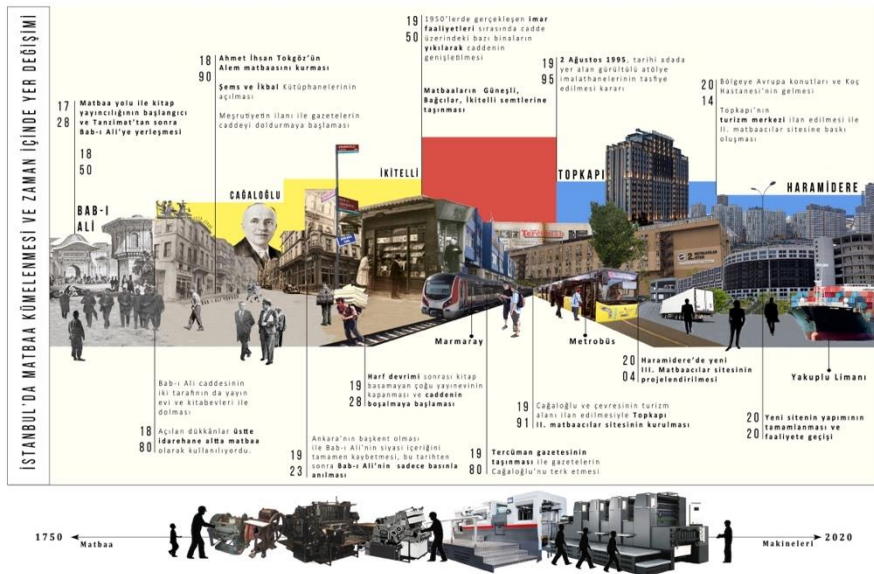 İSTANBUL'DA MATBAA KÜMELENMESİ VE ZAMAN İÇİNDE YER DEĞİŞİMİ
17
28
Matbaa yolu ile kitap
yayıncılığının başlangıcı
ve Tanzimat'tan sonra
Bab-ı Ali'ye yerleşmesi
18
50
18
90
Ahmet İhsan Tokgöz'ün
Alem matbaasını kurması
Şems ve İkbal Kütüphanelerinin
açılması
Meşrutiyetin ilanı ile gazetelerin
caddeyi doldurmaya başlaması
19
50
1950'lerde gerçekleşen imar
faaliyetleri sırasında cadde
üzerindeki bazı binaların
yıkılarak caddenin
genişletilmesi
Matbaaların Güneşli,
Bağcılar, İkitelli semtlerine
taşınması
19
95
2 Ağustos 1995, tarihi adada
yer alan gürültülü atölye
imalathanelerinin tasfiye
edilmesi kararı
20
14
Bölgeye Avrupa konutları ve Koç
Hastanesi'nin gelmesi
Topkapı'nın
turizm merkezi ilan edilmesi ile
II. matbaacılar sitesine baskı
oluşması
BAB-I
ALİ
CAĞALOĞLU
İKİTELLİ
TOPKAPI
HARAMİDERE
Tercüman
Marmaray
Metrobüs
Yakuplu Limanı
Bab-ı Ali caddesinin
iki tarafının da yayın
evi ve kitabevleri ile
dolması
18
80
Açılan dükkânlar üstte
idarehane altta matbaa
olarak kullanılıyordu.
19
23
Ankara'nın başkent olması
ile Bab-ı Ali'nin siyasi içeriğini
tamamen kaybetmesi, bu tarihten
sonra Bab-ı Ali'nin sadece basınla
anılması
19
28
Harf devrimi sonrası kitap
basamayan çoğu yayınevinin
kapanması ve caddenin
boşalmaya başlaması
19
80
Tercüman gazetesinin
taşınması ile gazetelerin
Cağaloğlu'nu terk etmesi
19
91
Cağaloğlu ve çevresinin turizm
alanı ilan edilmesiyle Topkapı
II. matbaacılar sitesinin kurulması
20
04
Haramidere'de yeni
III. Matbaacılar sitesinin
projelendirilmesi
20
20
Yeni sitenin yapımının
tamamlanması ve
faaliyete geçişi
1750
Matbaa
Makineleri
2020